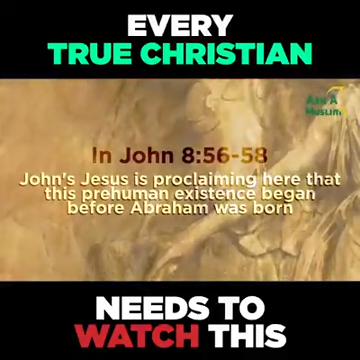 EVERY
TRUE CHRISTIAN
Ask A
Muslim
In John 8:56-58
John's Jesus is proclaiming here that
this prehuman existence began
before Abraham was born
NEEDS TO
WATCH THIS